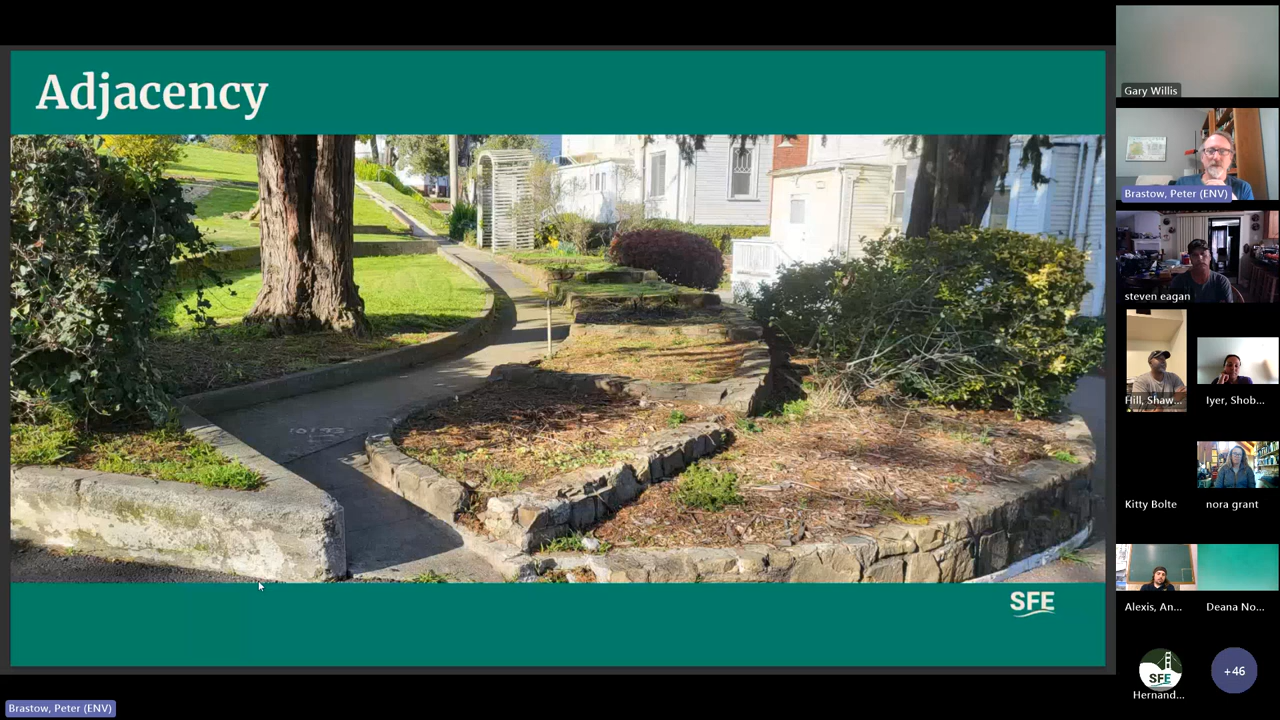 Adjacency
SFE
Gary Willis
Brastow, Peter (ENV)
steven eagan
Hill, Shaw...
Iyer, Shob...
Kitty Bolte
nora grant
Alexis, An...
Deana No...
SFE
Hernand...
+46
Brastow, Peter (ENV)